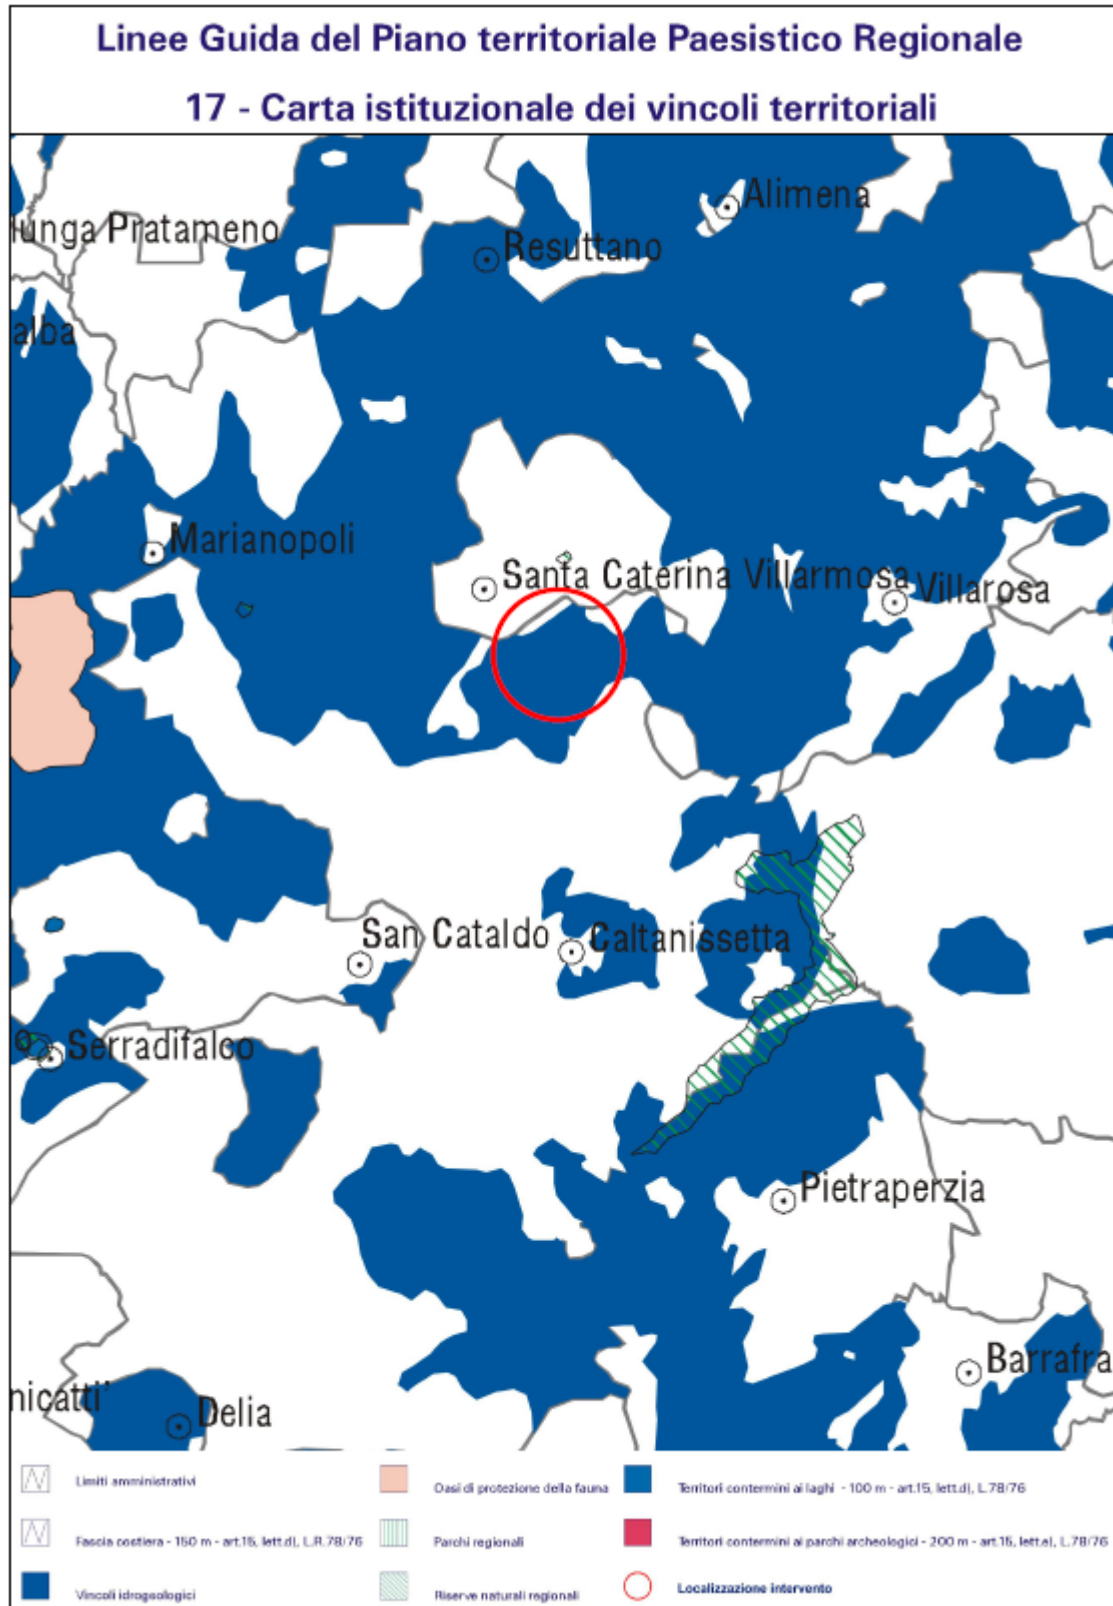 Linee Guida del Piano territoriale Paesistico Regionale
17 - Carta istituzionale dei vincoli territoriali
Alimena
lunga Pratameno
Resuttano
alba
Marianopoli
Santa Caterina Villarmosa
Villarosa
San Cataldo
Caltanissetta
o
Serradifalco
Pietraperzia
Barrafra
nicatti'
Delia
Limiti amministrativi
Oasi di protezione della fauna
Territori contermini ai laghi - 100 m - art.15, lett.d), L.78/76
Fascia costiera - 150 m - art.15, lett.d), L.R.78/76
Parchi regionali
Territori contermini ai parchi archeologici - 200 m - art.15, lett.e), L.78/76
Vincoli idrogeologici
Riserve naturali regionali
Localizzazione intervento